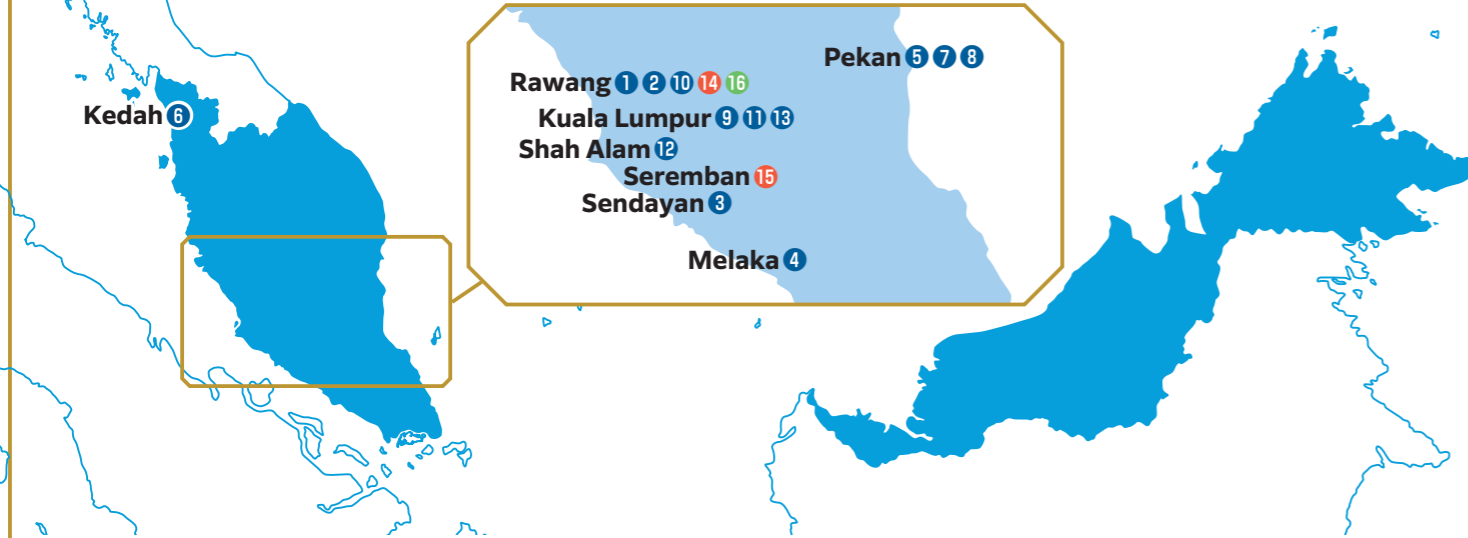 Kedah 6
Pekan 5 7 8
Rawang 1 2 10 14 16
Kuala Lumpur 9 11 13
Shah Alam 12
Seremban 15
Sendayan 3
Melaka 4